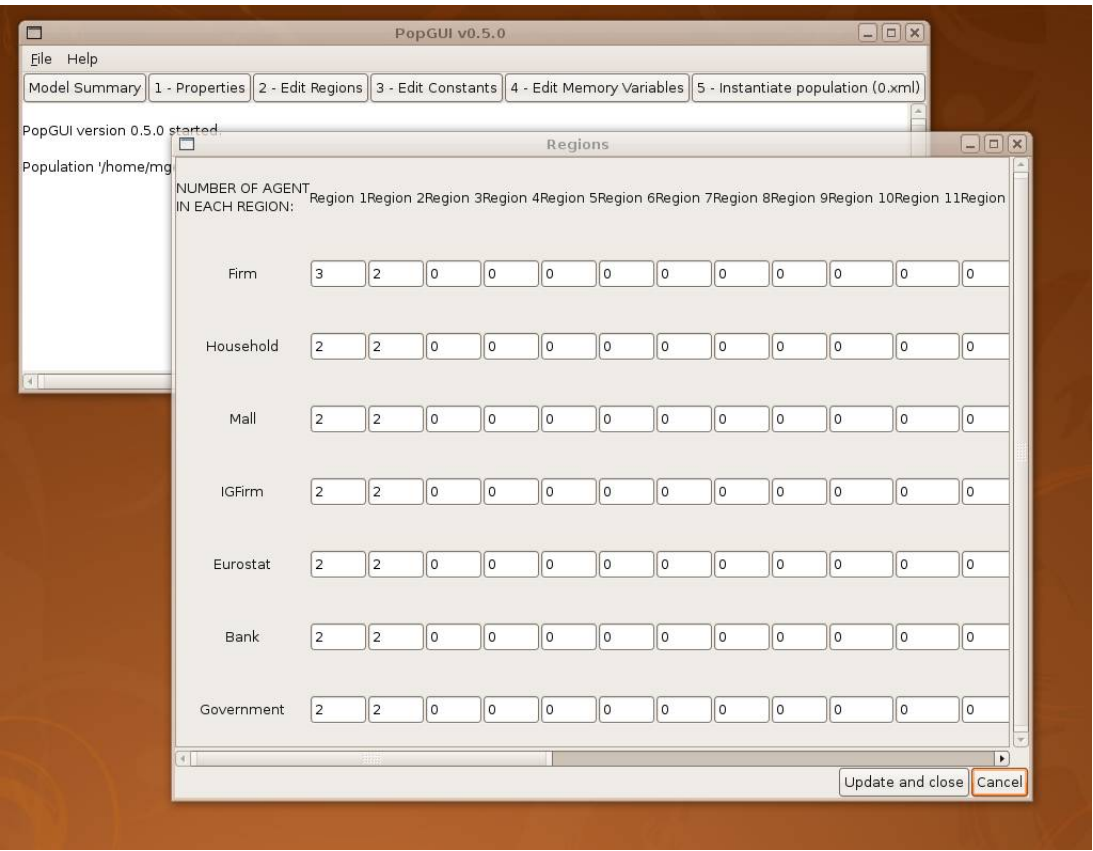 PopGUI v0.5.0
File Help
Model Summary 1 - Properties 2 - Edit Regions 3 - Edit Constants 4 - Edit Memory Variables 5 - Instantiate population (0.xml)
PopGUI version 0.5.0 started.
Population '/home/mg
Regions
NUMBER OF AGENT
IN EACH REGION:
Region 1Region 2Region 3Region 4Region 5Region 6Region 7Region 8Region 9Region 10Region 11Region
Firm 3 2 0 0 0 0 0 0 0 0 0
Household 2 2 0 0 0 0 0 0 0 0 0
Mall 2 2 0 0 0 0 0 0 0 0 0
IGFirm 2 2 0 0 0 0 0 0 0 0 0
Eurostat 2 2 0 0 0 0 0 0 0 0 0
Bank 2 2 0 0 0 0 0 0 0 0 0
Government 2 2 0 0 0 0 0 0 0 0 0
Update and close Cancel